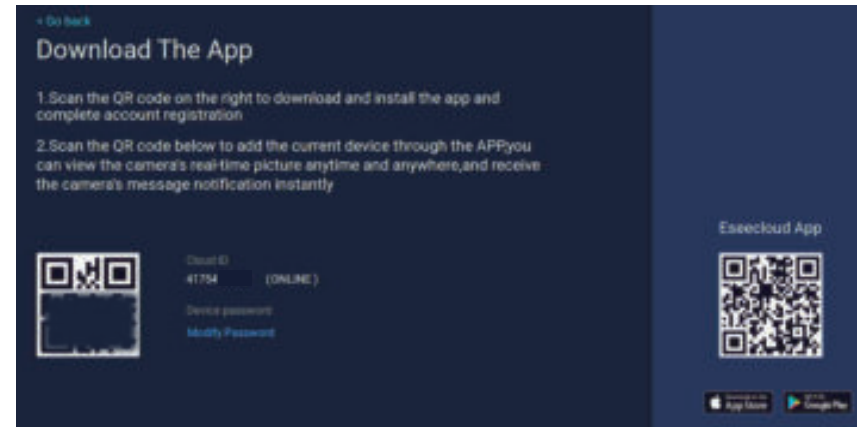 < Go back
Download The App
1.Scan the QR code on the right to download and install the app and
complete account registration
2.Scan the QR code below to add the current device through the APP,you
can view the camera's real-time picture anytime and anywhere,and receive
the camera's message notification instantly
Cloud ID
41754 (ONLINE)
Device password
Modify Password
Eseecloud App
App Store
Google Play